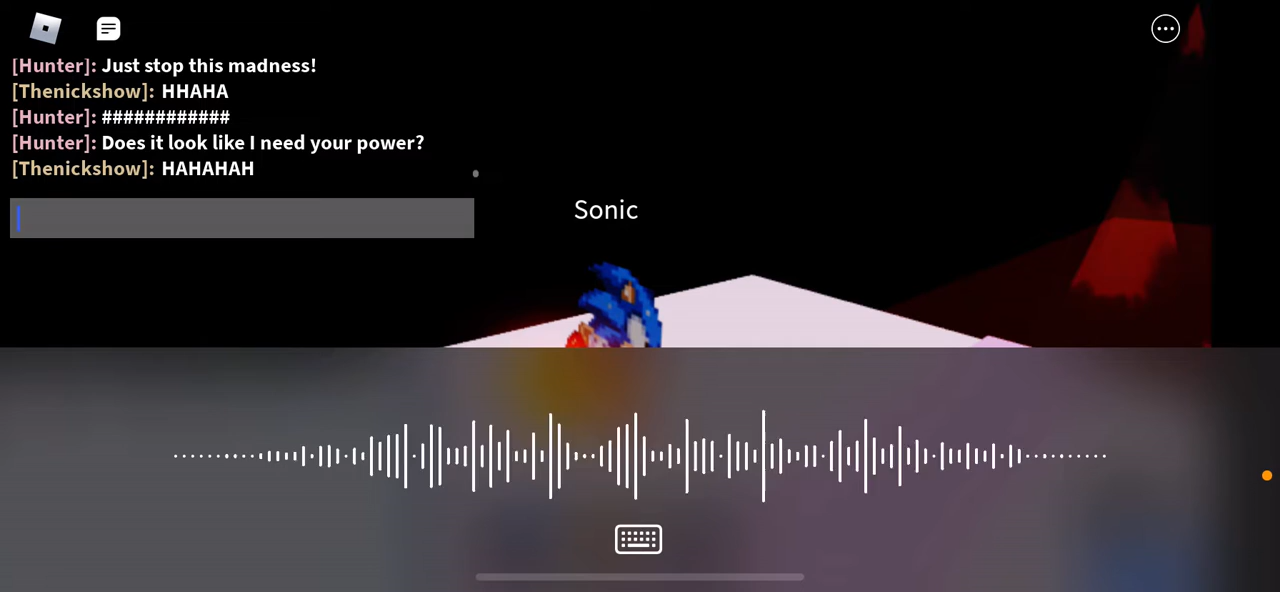 [Hunter]: Just stop this madness!
[Thenickshow]: HHAHA
[Hunter]: ############
[Hunter]: Does it look like I need your power?
[Thenickshow]: HAHAHAH
Sonic